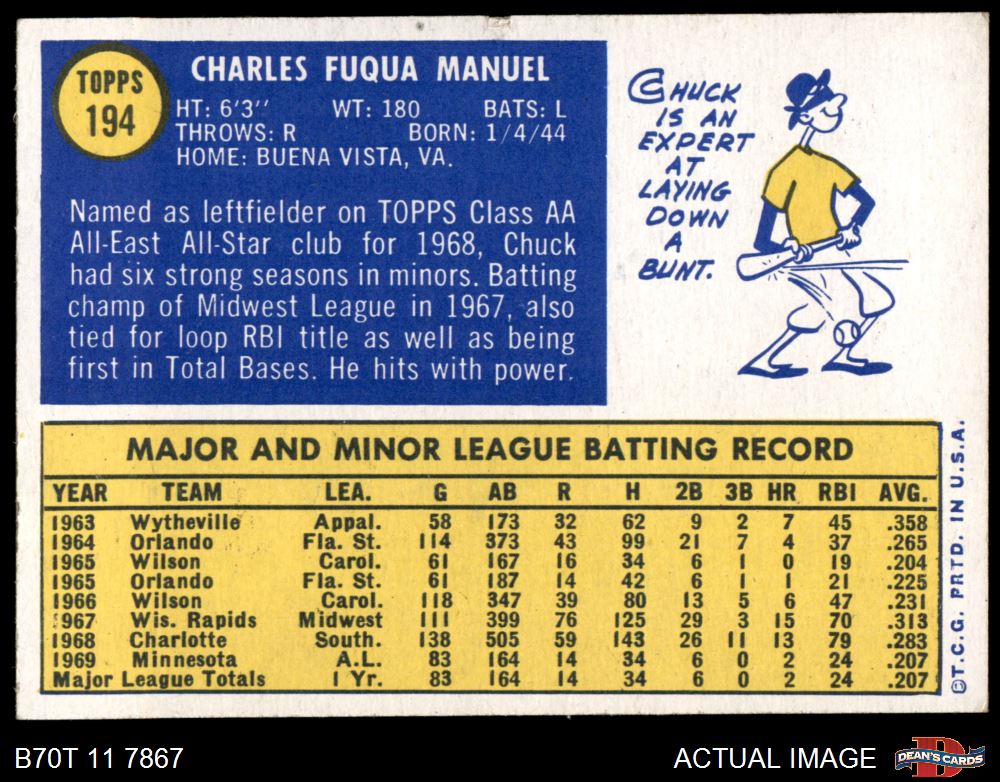 TOPPS
194
CHARLES FUQUA MANUEL
HT: 6'3" WT: 180 BATS: L
THROWS: R BORN: 1/4/44
HOME: BUENA VISTA, VA.
Named as leftfielder on TOPPS Class AA
All-East All-Star club for 1968, Chuck
had six strong seasons in minors. Batting
champ of Midwest League in 1967, also
tied for loop RBI title as well as being
first in Total Bases. He hits with power.
CHUCK
IS AN
EXPERT
AT
LAYING
DOWN
A
BUNT.
MAJOR AND MINOR LEAGUE BATTING RECORD
YEAR TEAM LEA. G AB R H 2B 3B HR RBI AVG.
1963 Wytheville Appal. 58 173 32 62 9 2 7 45 .358
1964 Orlando Fla. St. 114 373 43 99 21 7 4 37 .265
1965 Wilson Carol. 61 167 16 34 6 1 0 19 .204
1965 Orlando Fla. St. 61 187 14 42 6 1 1 21 .225
1966 Wilson Carol. 118 347 39 80 13 5 6 47 .231
1967 Wis. Rapids Midwest 111 399 76 125 29 3 15 70 .313
1968 Charlotte South. 138 505 59 143 26 11 13 79 .283
1969 Minnesota A.L. 83 164 14 34 6 0 2 24 .207
Major League Totals 1 Yr. 83 164 14 34 6 0 2 24 .207
©T.C.G. PRTD. IN U.S.A.
B70T 11 7867
ACTUAL IMAGE
DEAN'S CARDS